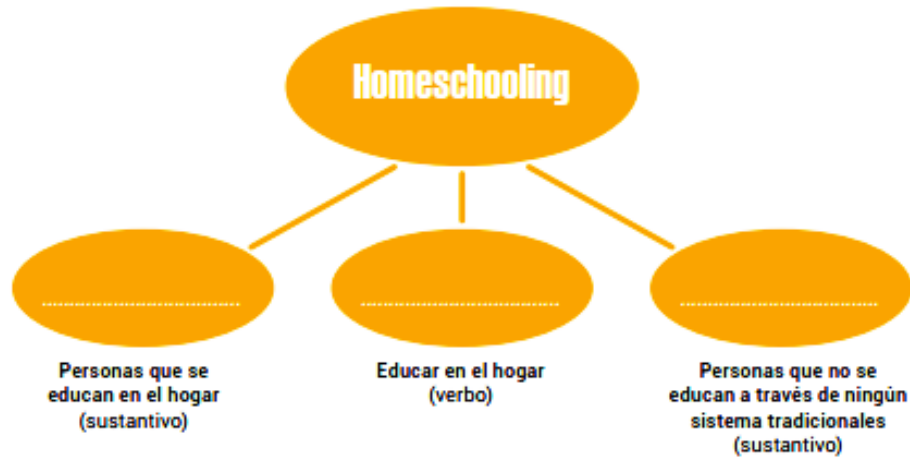 Homeschooling
Personas que se
educan en el hogar
(sustantivo)
Educar en el hogar
(verbo)
Personas que no se
educan a través de ningún
sistema tradicionales
(sustantivo)